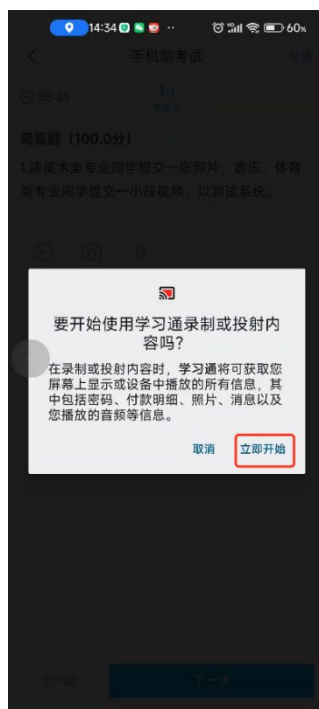 14:34
60%
手机端考试
85:25
1/1
简答题（100.0分）
1.请美术类专业同学提交一张照片，音乐、体育
类专业同学提交一小段视频，以测试系统。
要开始使用学习通录制或投射内
容吗？
在录制或投射内容时，学习通将可获取您
屏幕上显示或设备中播放的所有信息，其
中包括密码、付款明细、照片、消息以及
您播放的音频等信息。
取消 立即开始
上一步 下一步